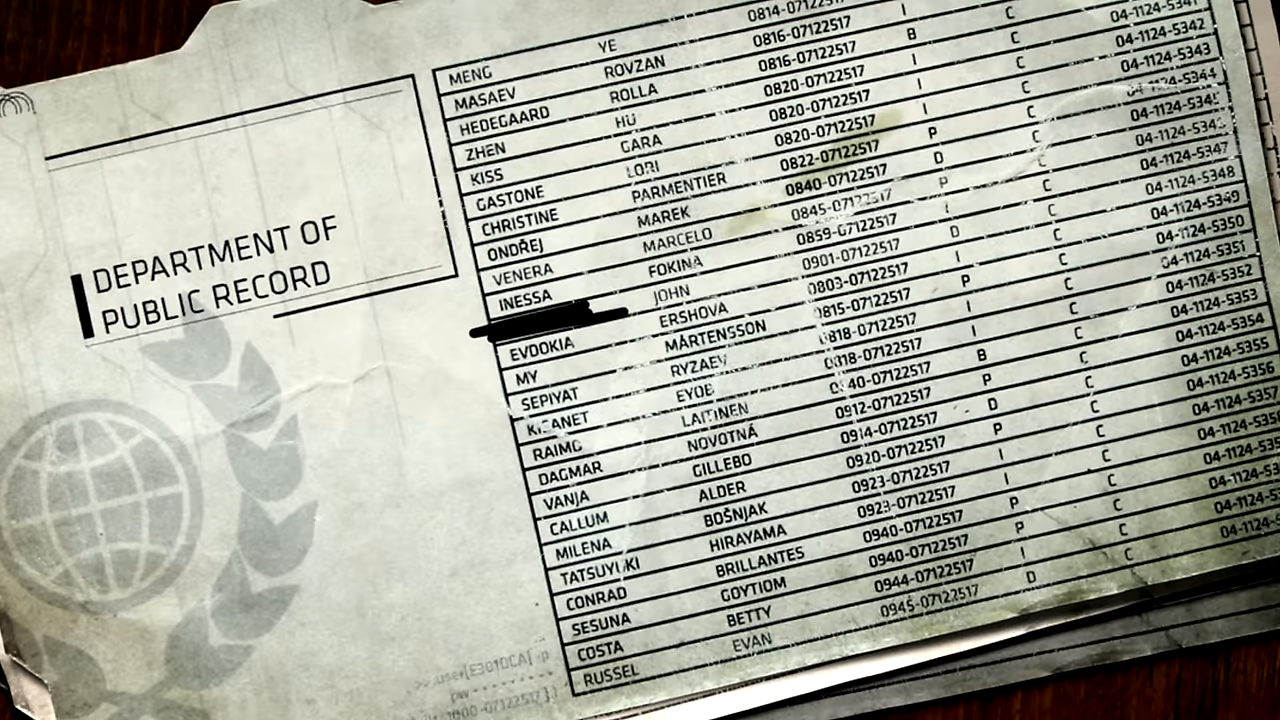 DEPARTMENT OF
PUBLIC RECORD
MENG YE 0814-07122517
MASAEV ROVZAN 0816-07122517 I
HEDEGAARD ROLLA 0816-07122517 B C
ZHEN HU 0820-07122517 I C 04-1124-5341
KISS GARA 0820-07122517 I C 04-1124-5342
GASTONE LORI 0820-07122517 I C 04-1124-5343
CHRISTINE PARMENTIER 0822-07122517 P C 04-1124-5344
ONDŘEJ MAREK 0840-07122517 D C 04-1124-5345
VENERA MARCELO 0845-07122517 P C
INESSA FOKINA 0859-07122517 I C 04-1124-5347
JOHN 0901-07122517 D C 04-1124-5348
EVDOKIA ERSHOVA 0803-07122517 I C 04-1124-5349
MY MÅRTENSSON 0815-07122517 P C 04-1124-5350
SEPIYAT RYZAEV 0818-07122517 I C 04-1124-5351
EYOB 0818-07122517 I C 04-1124-5352
RAIMO LAITINEN 0840-07122517 B C 04-1124-5353
DAGMAR NOVOTNÁ 0912-07122517 P C 04-1124-5354
VANJA GILLEBO 0914-07122517 D C 04-1124-5355
CALLUM ALDER 0920-07122517 P C 04-1124-5356
MILENA BOŠNJAK 0923-07122517 I C 04-1124-5357
TATSUYUKI HIRAYAMA 0923-07122517 I C
CONRAD BRILLANTES 0940-07122517 P C
SESUNA GOYTIOM 0940-07122517 P C
COSTA BETTY 0944-07122517 I C
RUSSEL EVAN 0945-07122517 D C